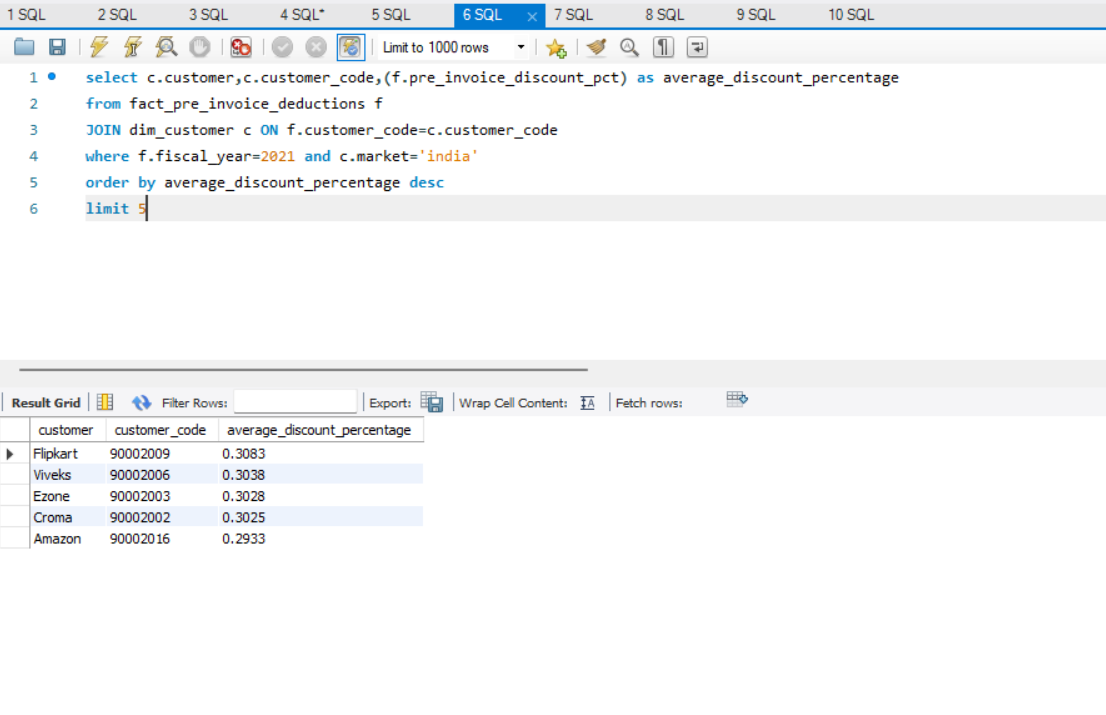 1 SQL 2 SQL 3 SQL 4 SQL* 5 SQL 6 SQL × 7 SQL 8 SQL 9 SQL 10 SQL
Limit to 1000 rows
1 select c.customer,c.customer_code,(f.pre_invoice_discount_pct) as average_discount_percentage
2 from fact_pre_invoice_deductions f
3 JOIN dim_customer c ON f.customer_code=c.customer_code
4 where f.fiscal_year=2021 and c.market='india'
5 order by average_discount_percentage desc
6 limit 5
Result Grid Filter Rows: Export: Wrap Cell Content: IA Fetch rows:
customer customer_code average_discount_percentage
Flipkart 90002009 0.3083
Viveks 90002006 0.3038
Ezone 90002003 0.3028
Croma 90002002 0.3025
Amazon 90002016 0.2933